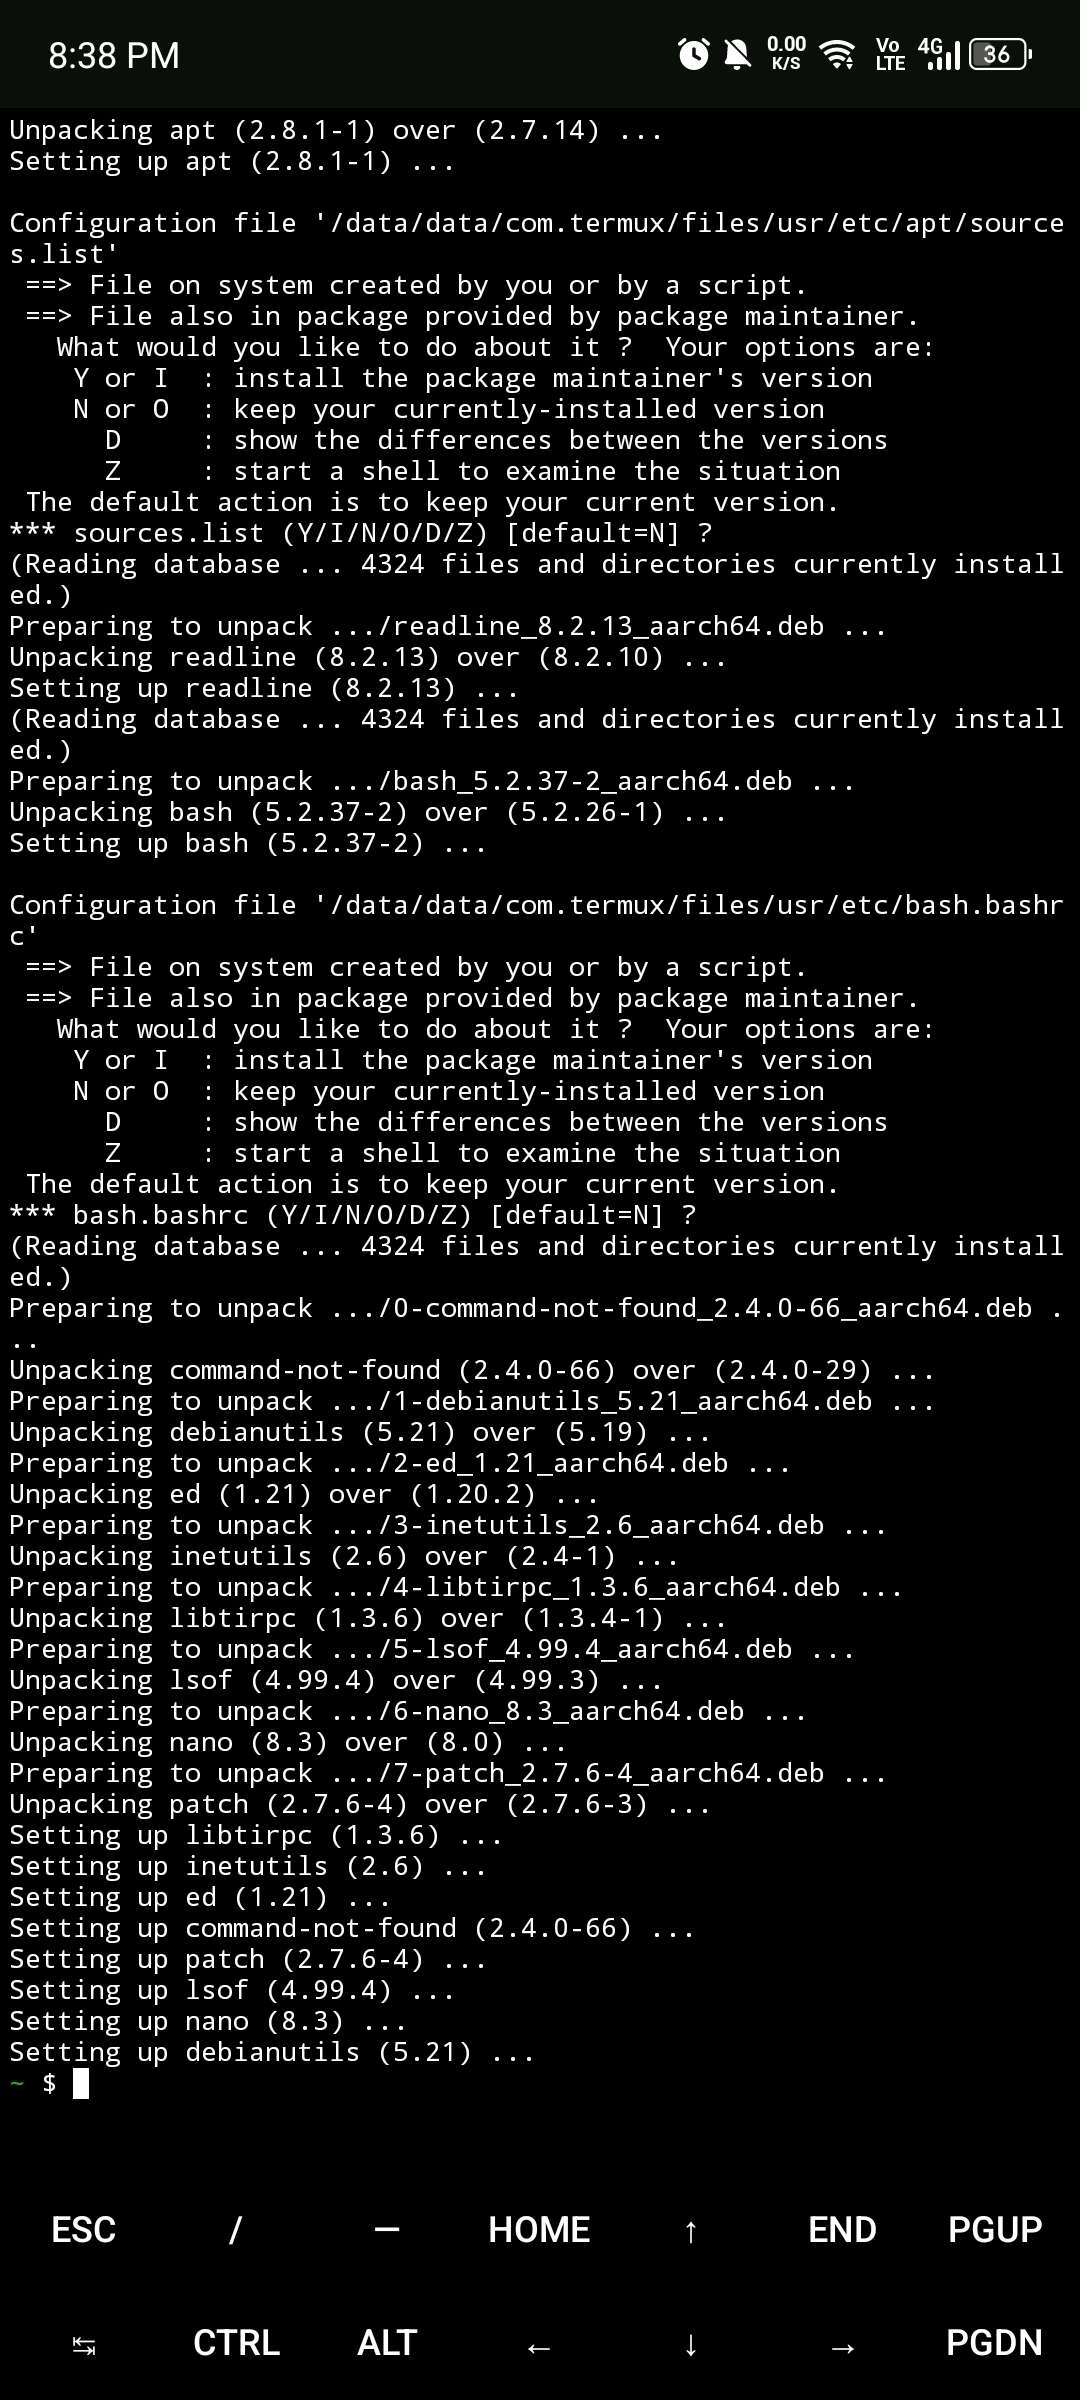 8:38 PM 0.00 K/S Vo LTE 4G 36
Unpacking apt (2.8.1-1) over (2.7.14) ...
Setting up apt (2.8.1-1) ...
Configuration file '/data/data/com.termux/files/usr/etc/apt/source
s.list'
 ==> File on system created by you or by a script.
 ==> File also in package provided by package maintainer.
   What would you like to do about it ?  Your options are:
    Y or I  : install the package maintainer's version
    N or O  : keep your currently-installed version
      D     : show the differences between the versions
      Z     : start a shell to examine the situation
 The default action is to keep your current version.
*** sources.list (Y/I/N/O/D/Z) [default=N] ?
(Reading database ... 4324 files and directories currently install
ed.)
Preparing to unpack .../readline_8.2.13_aarch64.deb ...
Unpacking readline (8.2.13) over (8.2.10) ...
Setting up readline (8.2.13) ...
(Reading database ... 4324 files and directories currently install
ed.)
Preparing to unpack .../bash_5.2.37-2_aarch64.deb ...
Unpacking bash (5.2.37-2) over (5.2.26-1) ...
Setting up bash (5.2.37-2) ...
Configuration file '/data/data/com.termux/files/usr/etc/bash.bashr
c'
 ==> File on system created by you or by a script.
 ==> File also in package provided by package maintainer.
   What would you like to do about it ?  Your options are:
    Y or I  : install the package maintainer's version
    N or O  : keep your currently-installed version
      D     : show the differences between the versions
      Z     : start a shell to examine the situation
 The default action is to keep your current version.
*** bash.bashrc (Y/I/N/O/D/Z) [default=N] ?
(Reading database ... 4324 files and directories currently install
ed.)
Preparing to unpack .../0-command-not-found_2.4.0-66_aarch64.deb .
..
Unpacking command-not-found (2.4.0-66) over (2.4.0-29) ...
Preparing to unpack .../1-debianutils_5.21_aarch64.deb ...
Unpacking debianutils (5.21) over (5.19) ...
Preparing to unpack .../2-ed_1.21_aarch64.deb ...
Unpacking ed (1.21) over (1.20.2) ...
Preparing to unpack .../3-inetutils_2.6_aarch64.deb ...
Unpacking inetutils (2.6) over (2.4-1) ...
Preparing to unpack .../4-libtirpc_1.3.6_aarch64.deb ...
Unpacking libtirpc (1.3.6) over (1.3.4-1) ...
Preparing to unpack .../5-lsof_4.99.4_aarch64.deb ...
Unpacking lsof (4.99.4) over (4.99.3) ...
Preparing to unpack .../6-nano_8.3_aarch64.deb ...
Unpacking nano (8.3) over (8.0) ...
Preparing to unpack .../7-patch_2.7.6-4_aarch64.deb ...
Unpacking patch (2.7.6-4) over (2.7.6-3) ...
Setting up libtirpc (1.3.6) ...
Setting up inetutils (2.6) ...
Setting up ed (1.21) ...
Setting up command-not-found (2.4.0-66) ...
Setting up patch (2.7.6-4) ...
Setting up lsof (4.99.4) ...
Setting up nano (8.3) ...
Setting up debianutils (5.21) ...
~ $
ESC / — HOME ↑ END PGUP
↹ CTRL ALT ← ↓ → PGDN